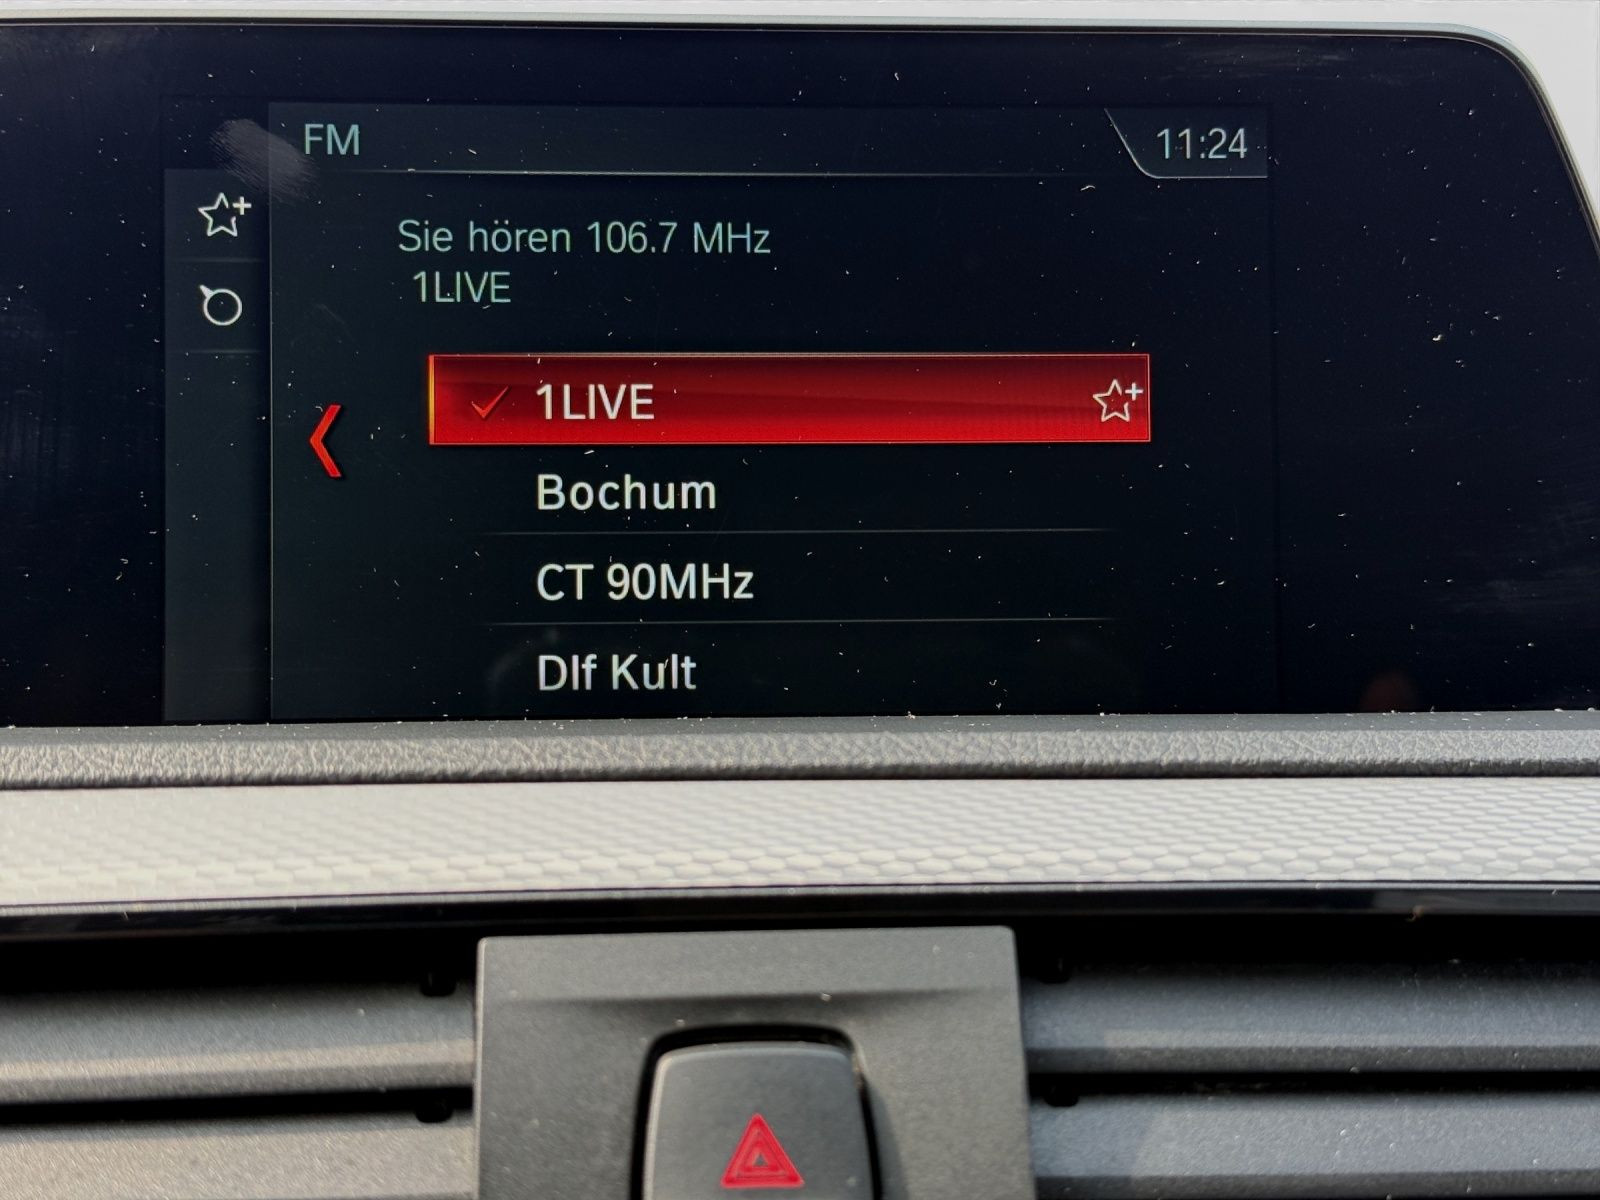 FM
11:24
Sie hören 106.7 MHz
1LIVE
1LIVE
Bochum
CT 90MHz
Dlf Kult